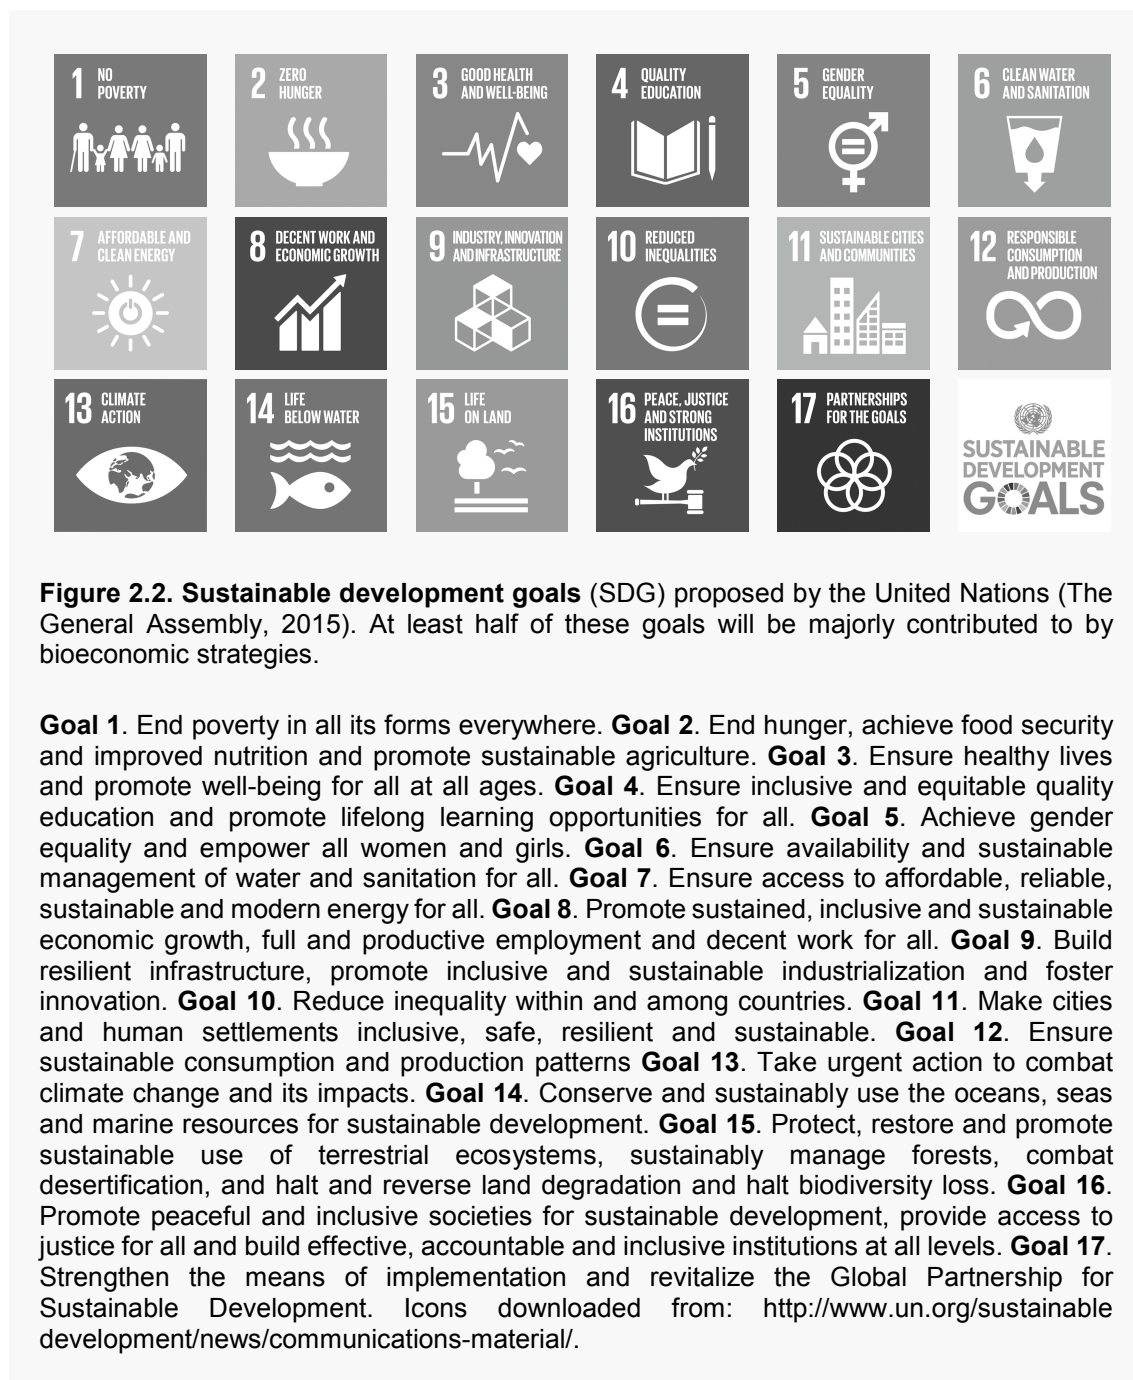 1 NO POVERTY
2 ZERO HUNGER
3 GOOD HEALTH AND WELL-BEING
4 QUALITY EDUCATION
5 GENDER EQUALITY
6 CLEAN WATER AND SANITATION
7 AFFORDABLE AND CLEAN ENERGY
8 DECENT WORK AND ECONOMIC GROWTH
9 INDUSTRY, INNOVATION AND INFRASTRUCTURE
10 REDUCED INEQUALITIES
11 SUSTAINABLE CITIES AND COMMUNITIES
12 RESPONSIBLE CONSUMPTION AND PRODUCTION
13 CLIMATE ACTION
14 LIFE BELOW WATER
15 LIFE ON LAND
16 PEACE, JUSTICE AND STRONG INSTITUTIONS
17 PARTNERSHIPS FOR THE GOALS
SUSTAINABLE
DEVELOPMENT
GOALS
Figure 2.2. Sustainable development goals (SDG) proposed by the United Nations (The
General Assembly, 2015). At least half of these goals will be majorly contributed to by
bioeconomic strategies.
Goal 1. End poverty in all its forms everywhere. Goal 2. End hunger, achieve food security
and improved nutrition and promote sustainable agriculture. Goal 3. Ensure healthy lives
and promote well-being for all at all ages. Goal 4. Ensure inclusive and equitable quality
education and promote lifelong learning opportunities for all. Goal 5. Achieve gender
equality and empower all women and girls. Goal 6. Ensure availability and sustainable
management of water and sanitation for all. Goal 7. Ensure access to affordable, reliable,
sustainable and modern energy for all. Goal 8. Promote sustained, inclusive and sustainable
economic growth, full and productive employment and decent work for all. Goal 9. Build
resilient infrastructure, promote inclusive and sustainable industrialization and foster
innovation. Goal 10. Reduce inequality within and among countries. Goal 11. Make cities
and human settlements inclusive, safe, resilient and sustainable. Goal 12. Ensure
sustainable consumption and production patterns Goal 13. Take urgent action to combat
climate change and its impacts. Goal 14. Conserve and sustainably use the oceans, seas
and marine resources for sustainable development. Goal 15. Protect, restore and promote
sustainable use of terrestrial ecosystems, sustainably manage forests, combat
desertification, and halt and reverse land degradation and halt biodiversity loss. Goal 16.
Promote peaceful and inclusive societies for sustainable development, provide access to
justice for all and build effective, accountable and inclusive institutions at all levels. Goal 17.
Strengthen the means of implementation and revitalize the Global Partnership for
Sustainable Development. Icons downloaded from: http://www.un.org/sustainable
development/news/communications-material/.